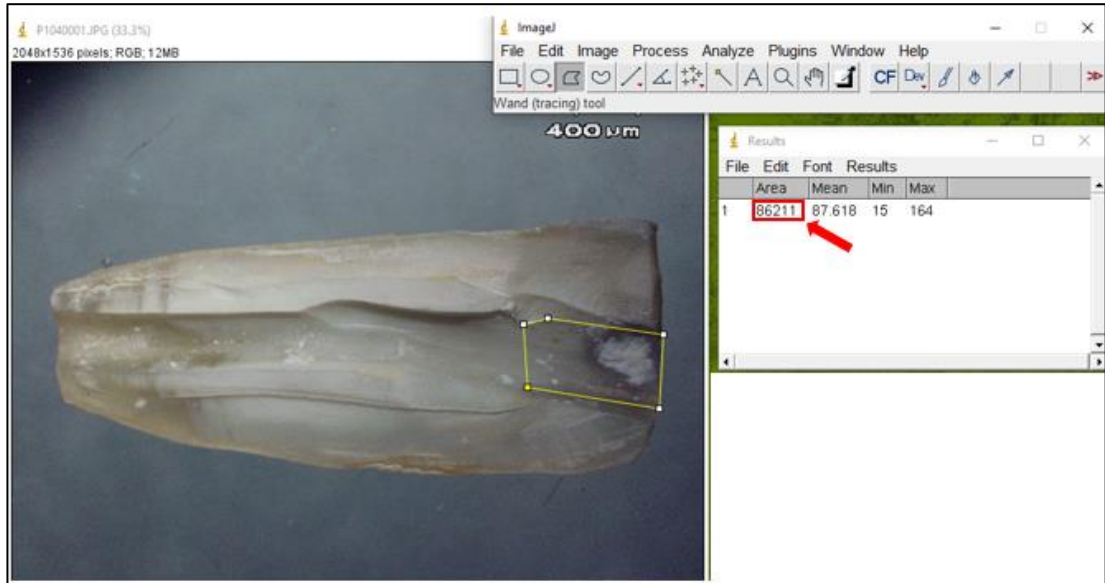 P1040001.JPG (33.3%)
2048x1536 pixels; RGB; 12MB
400 µm
ImageJ
File Edit Image Process Analyze Plugins Window Help
A CF Dev
Wand (tracing) tool
Results
File Edit Font Results
Area Mean Min Max
1 86211 87.618 15 164